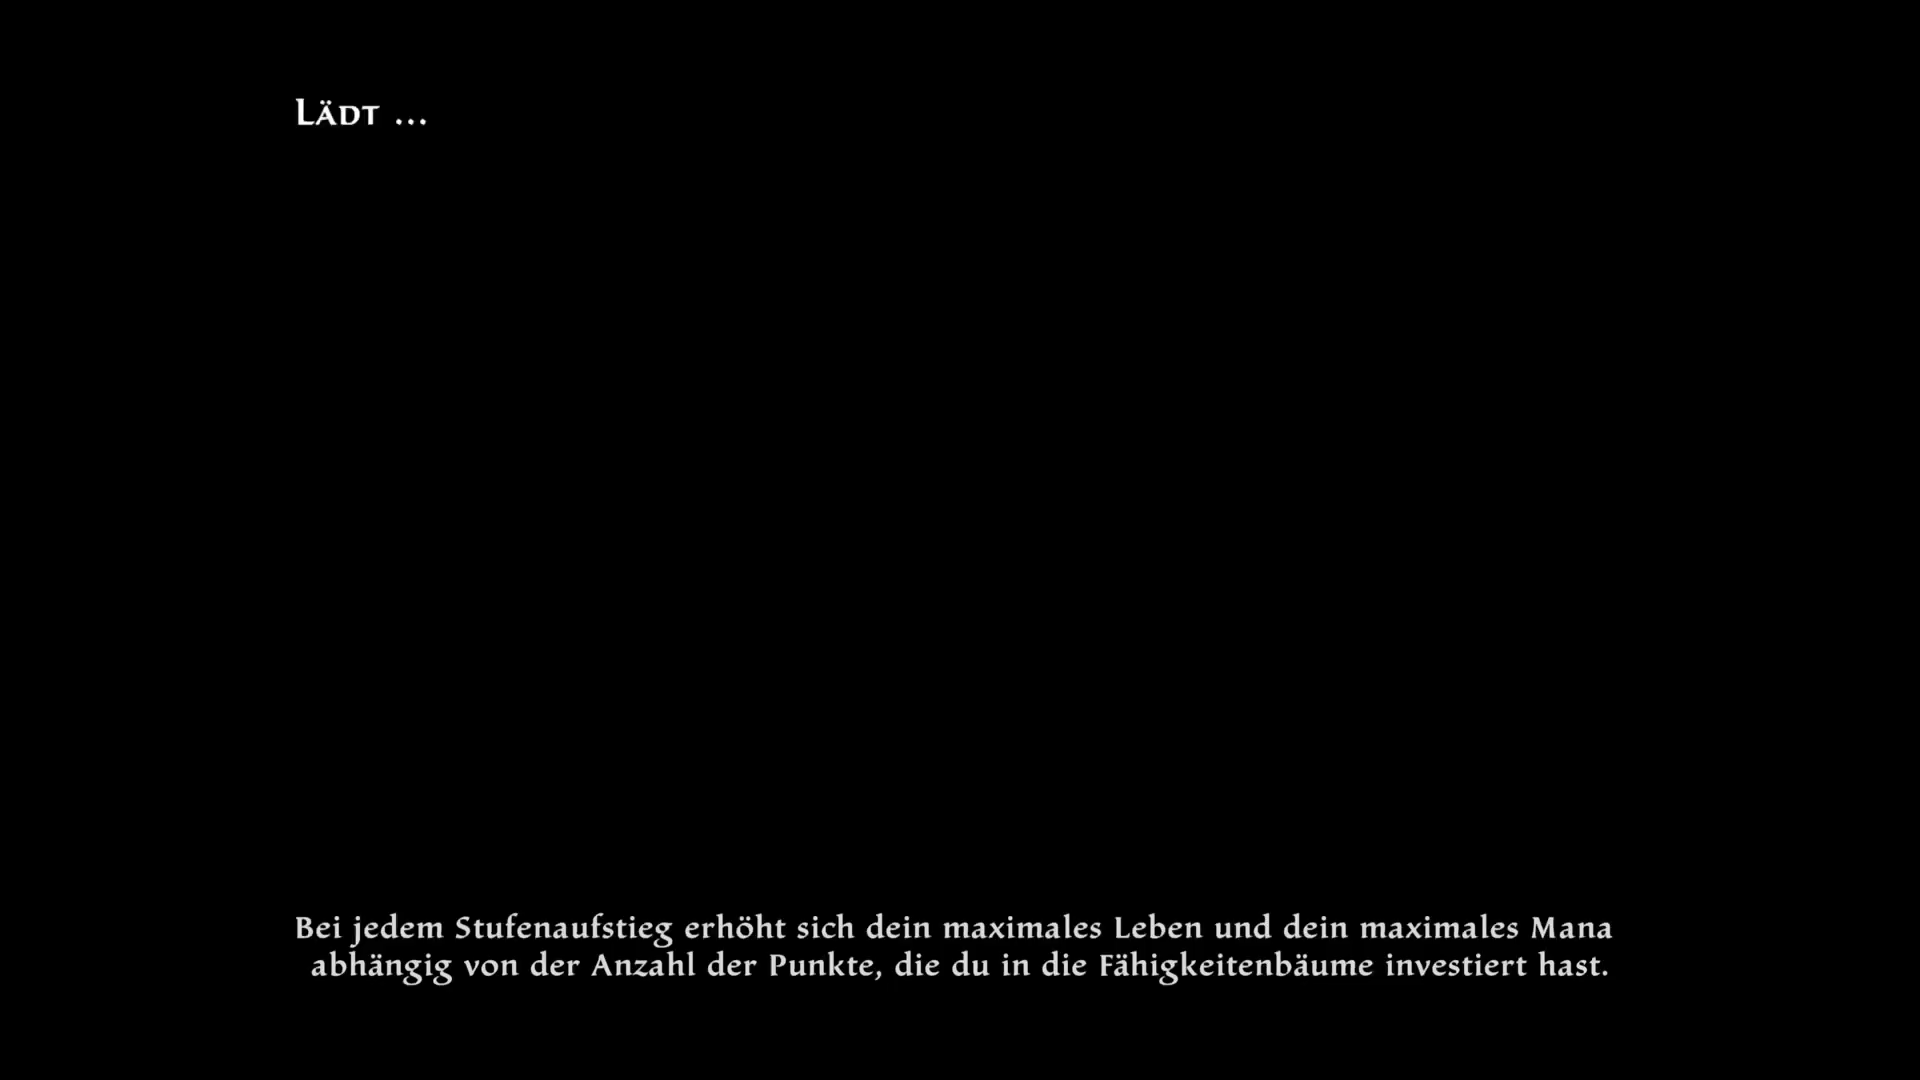 Lädt ...
Bei jedem Stufenaufstieg erhöht sich dein maximales Leben und dein maximales Mana
abhängig von der Anzahl der Punkte, die du in die Fähigkeitenbäume investiert hast.